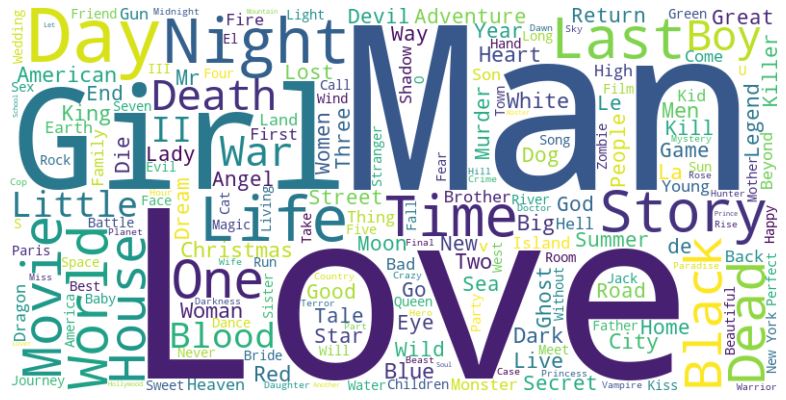 Love
Man
Girl
Day
Night
Last
Boy
Life
Time
Story
One
Death
War
II
Little
House
World
Movie
Black
Dead
Blood
Friend
Gun
Midnight
Mountain
Light
Devil
Adventure
Return
Green
Dawn
Sky
Great
Wedding
Fire
El
Let
Way
Year
Long
Hand
Come
American
III
Four
Lost
Shadow
O
Heart
Sex
End
Mr
Seven
Call
Wind
Son
Town
High
Film
Kid
Killer
School
King
Die
Lady
Land
First
Three
Women
Murder
White
Song
Le
Men
Kill
Earth
Family
Evil
Angel
Stranger
Fear
Dog
Zombie
People
Game
Legend
Mystery
Rock
Cop
Hour
Cat
Living
Hill
Crime
God
La
Sun
Rose
Young
Mother
Beyond
Hunter
Master
Street
Brother
River
Doctor
Prince
Rise
Happy
Battle
Face
Dream
Magic
Take
Thing
Five
Fall
Big
Hell
S
Planet
Christmas
Moon
Final
New
v
Island
Summer
de
Back
Paris
Space
Miss
Wife
Run
Bad
Two
West
Room
Without
Jack
Paradise
Best
Baby
Woman
Country
Crazy
Go
Sea
Party
Ghost
Road
Beautiful
New York
Perfect
Dragon
Darkness
Sister
Good
Queen
Hero
Dance
Terror
Part
Tale
Eye
Dark
Father
Home
City
Never
Will
Star
Wild
Live
Meet
Journey
Hollywood
Bride
Red
Blue
Beast
Soul
Monster
Case
Princess
Secret
Vampire
Kiss
Warrior
Sweet
Heaven
Daughter
Another
Water
Children